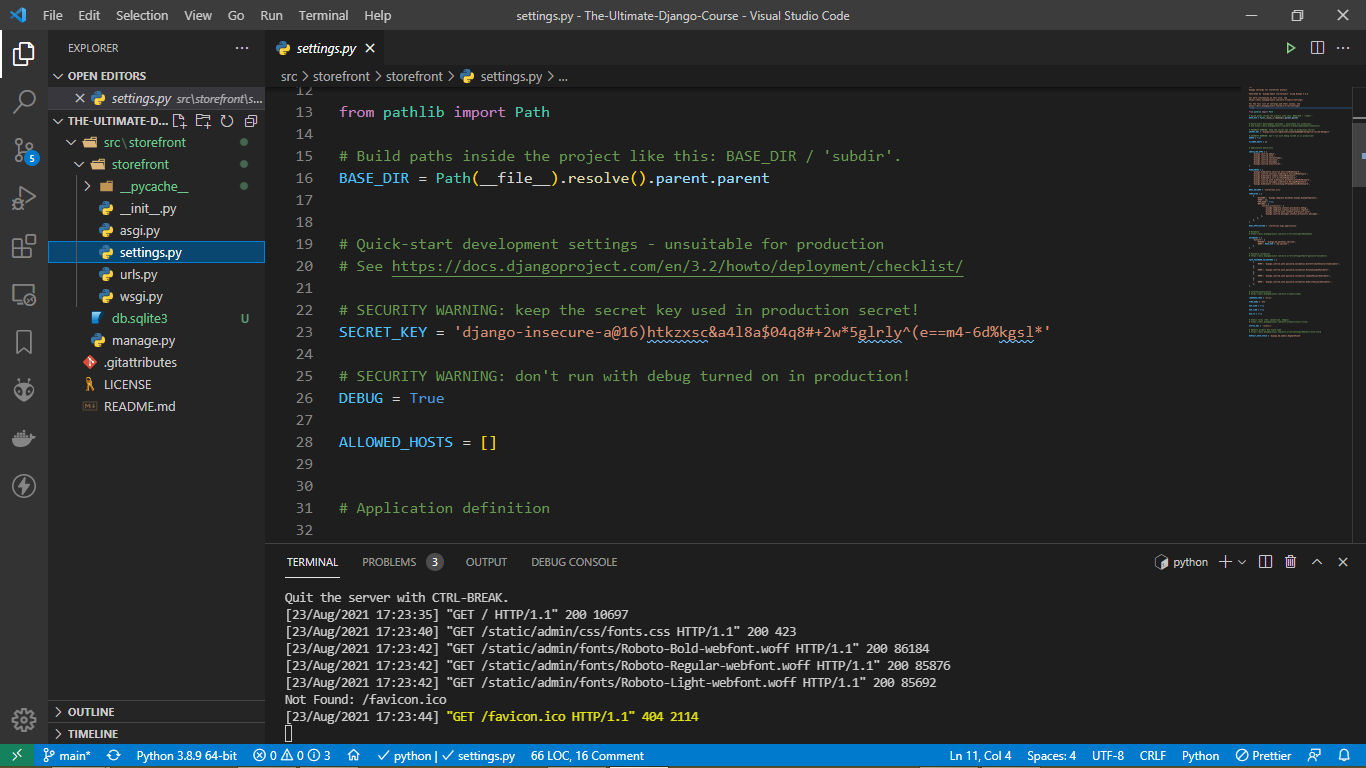 File Edit Selection View Go Run Terminal Help
settings.py - The-Ultimate-Django-Course - Visual Studio Code
EXPLORER
OPEN EDITORS
settings.py src\storefront\s...
THE-ULTIMATE-D...
src\storefront
storefront
__pycache__
__init__.py
asgi.py
settings.py
urls.py
wsgi.py
db.sqlite3 U
manage.py
.gitattributes
LICENSE
README.md
OUTLINE
TIMELINE
5
settings.py
src > storefront > storefront > settings.py > ...
12
13 from pathlib import Path
14
15 # Build paths inside the project like this: BASE_DIR / 'subdir'.
16 BASE_DIR = Path(__file__).resolve().parent.parent
17
18
19 # Quick-start development settings - unsuitable for production
20 # See https://docs.djangoproject.com/en/3.2/howto/deployment/checklist/
21
22 # SECURITY WARNING: keep the secret key used in production secret!
23 SECRET_KEY = 'django-insecure-a@16)htkzxsc&a4l8a$04q8#+2w*5glrly^(e==m4-6d%kgsl*'
24
25 # SECURITY WARNING: don't run with debug turned on in production!
26 DEBUG = True
27
28 ALLOWED_HOSTS = []
29
30
31 # Application definition
32
TERMINAL PROBLEMS 3 OUTPUT DEBUG CONSOLE
python
Quit the server with CTRL-BREAK.
[23/Aug/2021 17:23:35] "GET / HTTP/1.1" 200 10697
[23/Aug/2021 17:23:40] "GET /static/admin/css/fonts.css HTTP/1.1" 200 423
[23/Aug/2021 17:23:42] "GET /static/admin/fonts/Roboto-Bold-webfont.woff HTTP/1.1" 200 86184
[23/Aug/2021 17:23:42] "GET /static/admin/fonts/Roboto-Regular-webfont.woff HTTP/1.1" 200 85876
[23/Aug/2021 17:23:42] "GET /static/admin/fonts/Roboto-Light-webfont.woff HTTP/1.1" 200 85692
Not Found: /favicon.ico
[23/Aug/2021 17:23:44] "GET /favicon.ico HTTP/1.1" 404 2114
main* Python 3.8.9 64-bit 0 0 3 python | settings.py 66 LOC, 16 Comment Ln 11, Col 4 Spaces: 4 UTF-8 CRLF Python Prettier